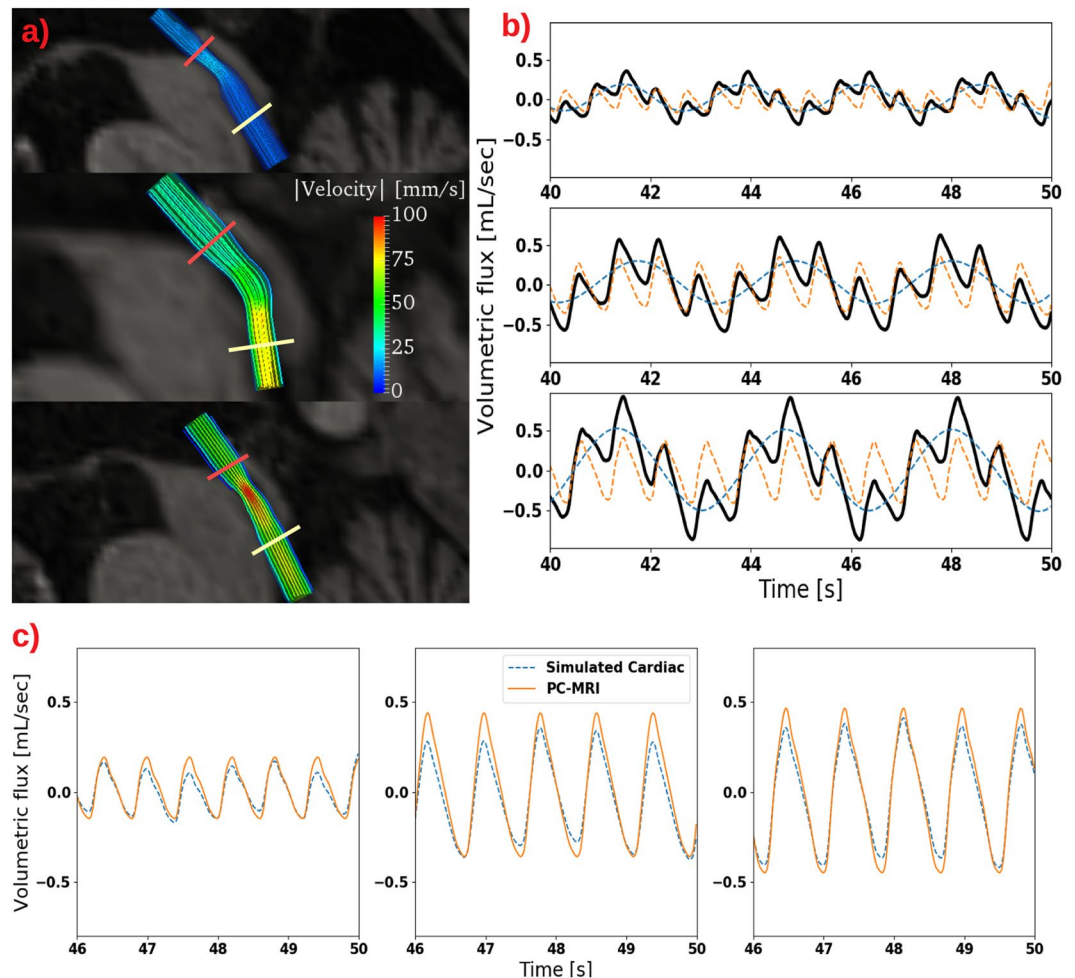 a)
|Velocity| [mm/s]
100
75
50
25
0
b)
Volumetric flux [mL/sec]
0.5
0.0
−0.5
40 42 44 46 48 50
0.5
0.0
−0.5
40 42 44 46 48 50
0.5
0.0
−0.5
40 42 44 46 48 50
Time [s]
c)
Volumetric flux [mL/sec]
0.5
0.0
−0.5
46 47 48 49 50
Simulated Cardiac
PC-MRI
0.5
0.0
−0.5
46 47 48 49 50
0.5
0.0
−0.5
46 47 48 49 50
Time [s]